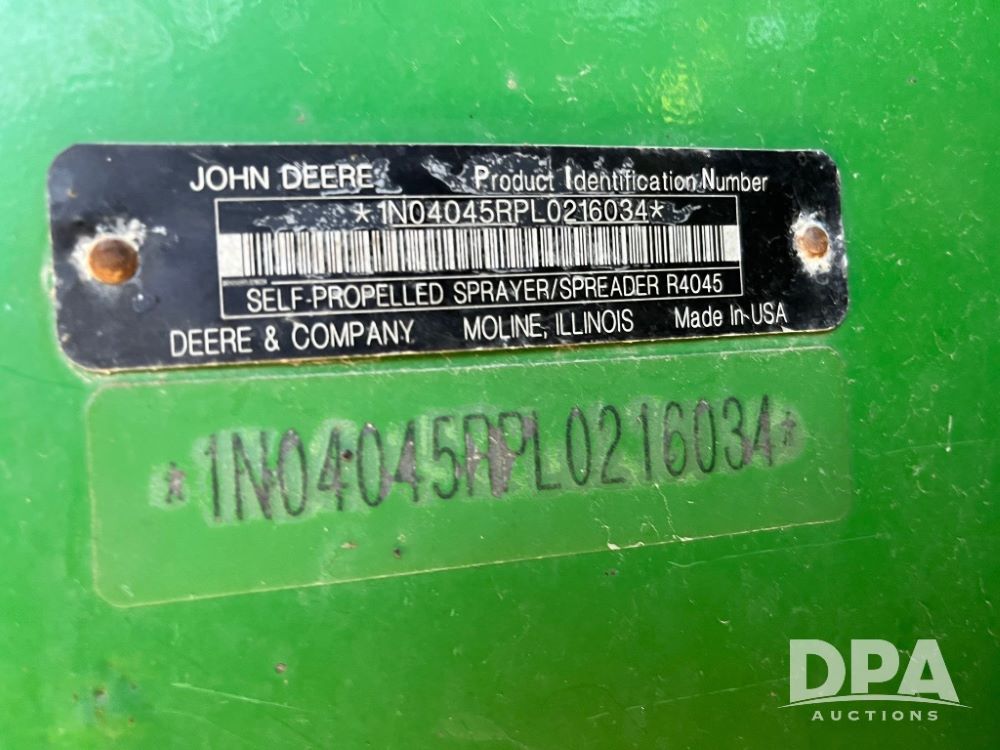 JOHN DEERE Product Identification Number
*1N04045RPL0216034*
SELF-PROPELLED SPRAYER/SPREADER R4045
DEERE & COMPANY MOLINE, ILLINOIS Made In USA
*1N04045RPL0216034*
DPA
AUCTIONS